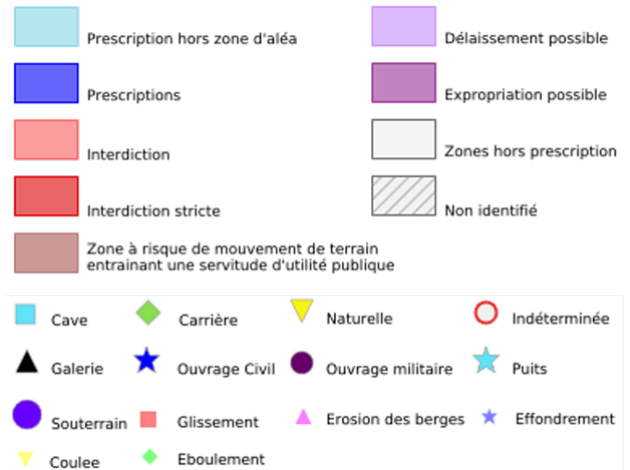 Prescription hors zone d'aléa
Délaissement possible
Prescriptions
Expropriation possible
Interdiction
Zones hors prescription
Interdiction stricte
Non identifié
Zone à risque de mouvement de terrain
entrainant une servitude d'utilité publique
Cave
Carrière
Naturelle
Indéterminée
Galerie
Ouvrage Civil
Ouvrage militaire
Puits
Souterrain
Glissement
Erosion des berges
Effondrement
Coulee
Eboulement